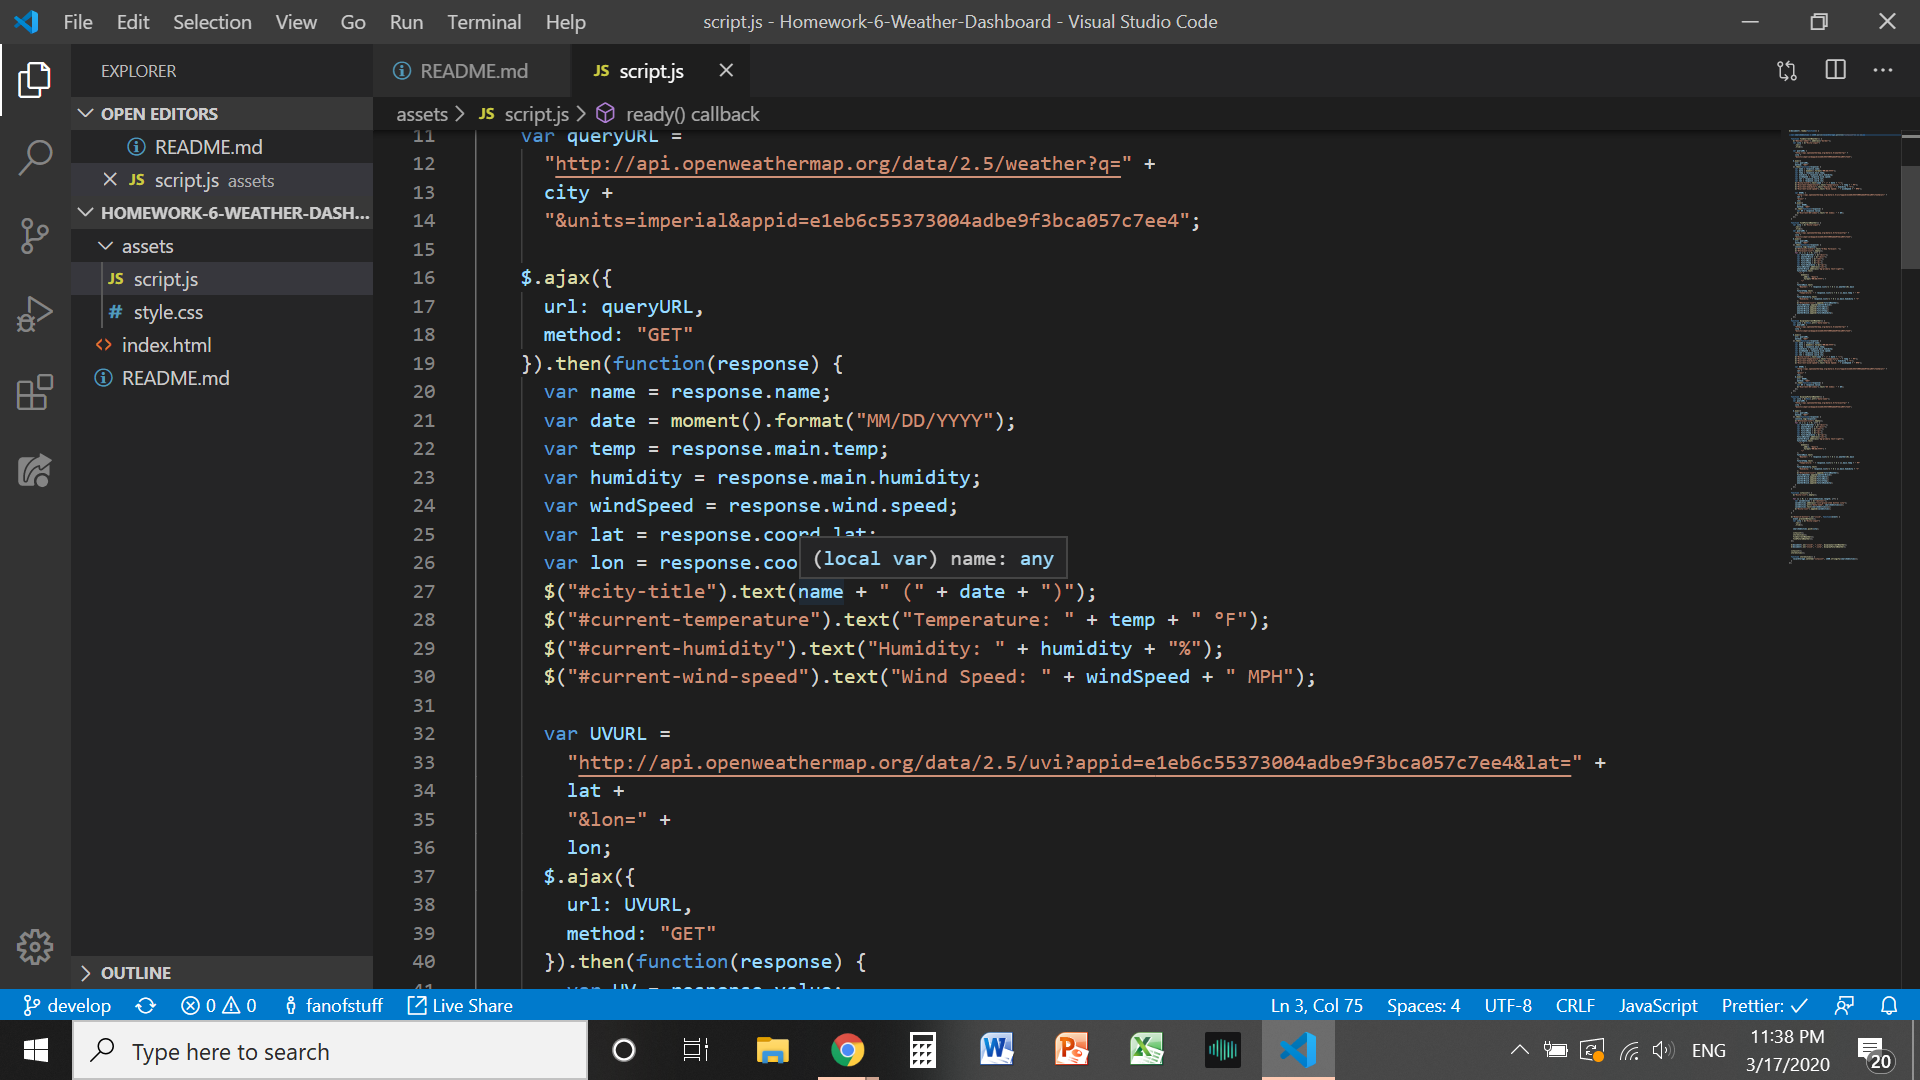 File Edit Selection View Go Run Terminal Help
script.js - Homework-6-Weather-Dashboard - Visual Studio Code
EXPLORER
OPEN EDITORS
README.md
script.js assets
HOMEWORK-6-WEATHER-DASH...
assets
JS script.js
# style.css
index.html
README.md
OUTLINE
README.md
JS script.js
assets > JS script.js > ready() callback
11 var queryURL =
12 "http://api.openweathermap.org/data/2.5/weather?q=" +
13 city +
14 "&units=imperial&appid=e1eb6c55373004adbe9f3bca057c7ee4";
15
16 $.ajax({
17 url: queryURL,
18 method: "GET"
19 }).then(function(response) {
20 var name = response.name;
21 var date = moment().format("MM/DD/YYYY");
22 var temp = response.main.temp;
23 var humidity = response.main.humidity;
24 var windSpeed = response.wind.speed;
25 var lat = response.coord.lat;
26 var lon = response.coo
(local var) name: any
27 $("#city-title").text(name + " (" + date + ")");
28 $("#current-temperature").text("Temperature: " + temp + " °F");
29 $("#current-humidity").text("Humidity: " + humidity + "%");
30 $("#current-wind-speed").text("Wind Speed: " + windSpeed + " MPH");
31
32 var UVURL =
33 "http://api.openweathermap.org/data/2.5/uvi?appid=e1eb6c55373004adbe9f3bca057c7ee4&lat=" +
34 lat +
35 "&lon=" +
36 lon;
37 $.ajax({
38 url: UVURL,
39 method: "GET"
40 }).then(function(response) {
41 var UV = response.value;
develop 0 0 fanofstuff Live Share
Ln 3, Col 75 Spaces: 4 UTF-8 CRLF JavaScript Prettier: ✓
Type here to search
ENG
11:38 PM
3/17/2020
20